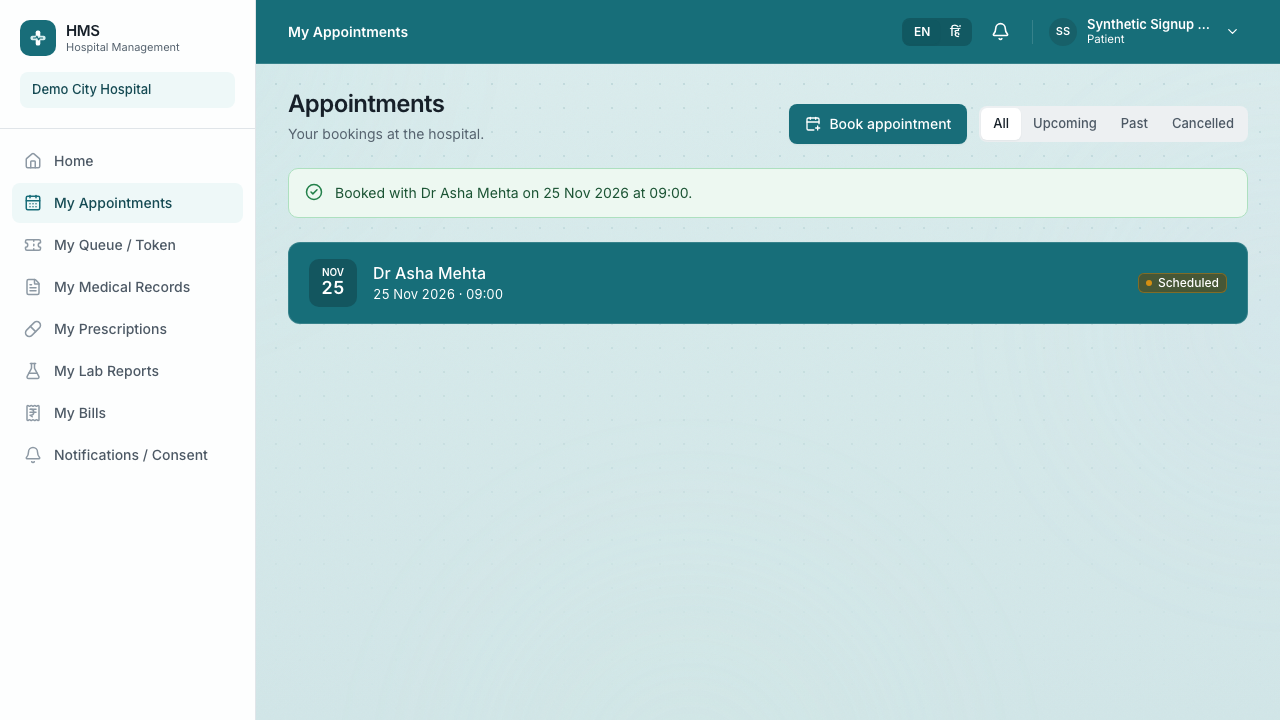 HMS
Hospital Management
Demo City Hospital
Home
My Appointments
My Queue / Token
My Medical Records
My Prescriptions
My Lab Reports
My Bills
Notifications / Consent
My Appointments
EN हिं
SS
Synthetic Signup ...
Patient
Appointments
Your bookings at the hospital.
Book appointment
All Upcoming Past Cancelled
Booked with Dr Asha Mehta on 25 Nov 2026 at 09:00.
NOV
25
Dr Asha Mehta
25 Nov 2026 · 09:00
Scheduled